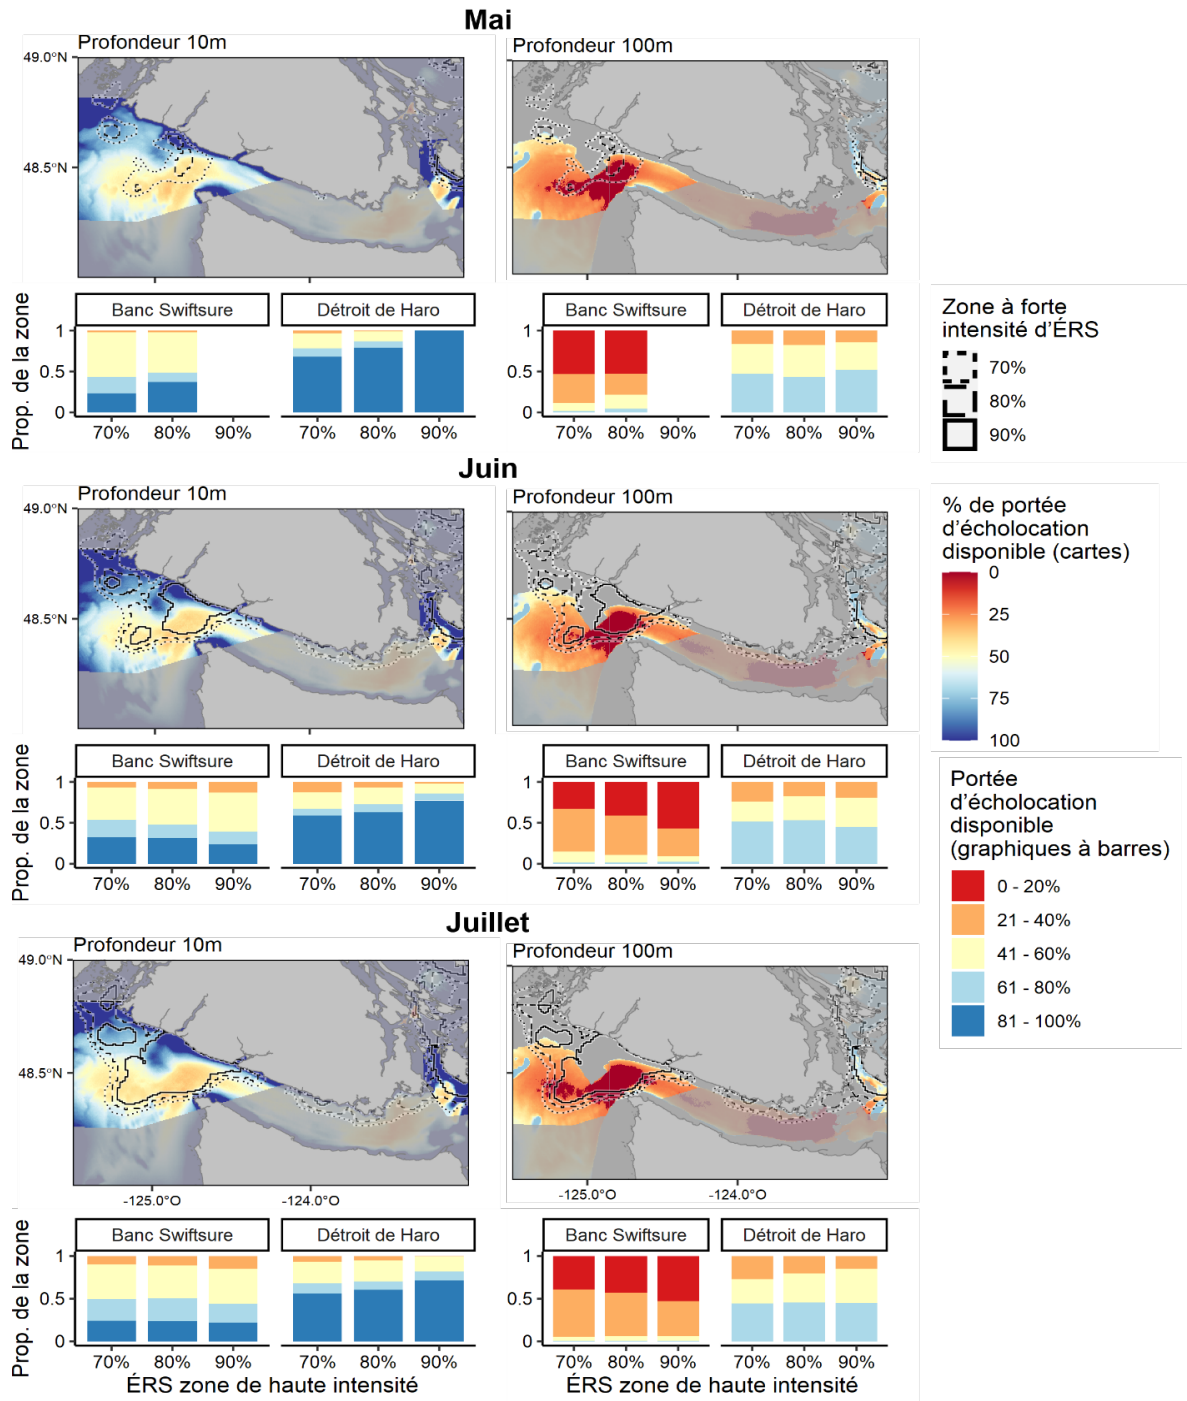 Mai
Profondeur 10m
Profondeur 100m
49.0°N
48.5°N
Prop. de la zone
Banc Swiftsure
Détroit de Haro
Banc Swiftsure
Détroit de Haro
1
0.5
0
70% 80% 90% 70% 80% 90% 70% 80% 90% 70% 80% 90%
Zone à forte
intensité d'ÉRS
70%
80%
90%
Juin
Profondeur 10m
Profondeur 100m
49.0°N
48.5°N
Prop. de la zone
Banc Swiftsure
Détroit de Haro
Banc Swiftsure
Détroit de Haro
1
0.5
0
70% 80% 90% 70% 80% 90% 70% 80% 90% 70% 80% 90%
% de portée
d'écholocation
disponible (cartes)
0
25
50
75
100
Portée
d'écholocation
disponible
(graphiques à barres)
0 - 20%
21 - 40%
41 - 60%
61 - 80%
81 - 100%
Juillet
Profondeur 10m
Profondeur 100m
49.0°N
48.5°N
-125.0°O -124.0°O -125.0°O -124.0°O
Prop. de la zone
Banc Swiftsure
Détroit de Haro
Banc Swiftsure
Détroit de Haro
1
0.5
0
70% 80% 90% 70% 80% 90% 70% 80% 90% 70% 80% 90%
ÉRS zone de haute intensité
ÉRS zone de haute intensité